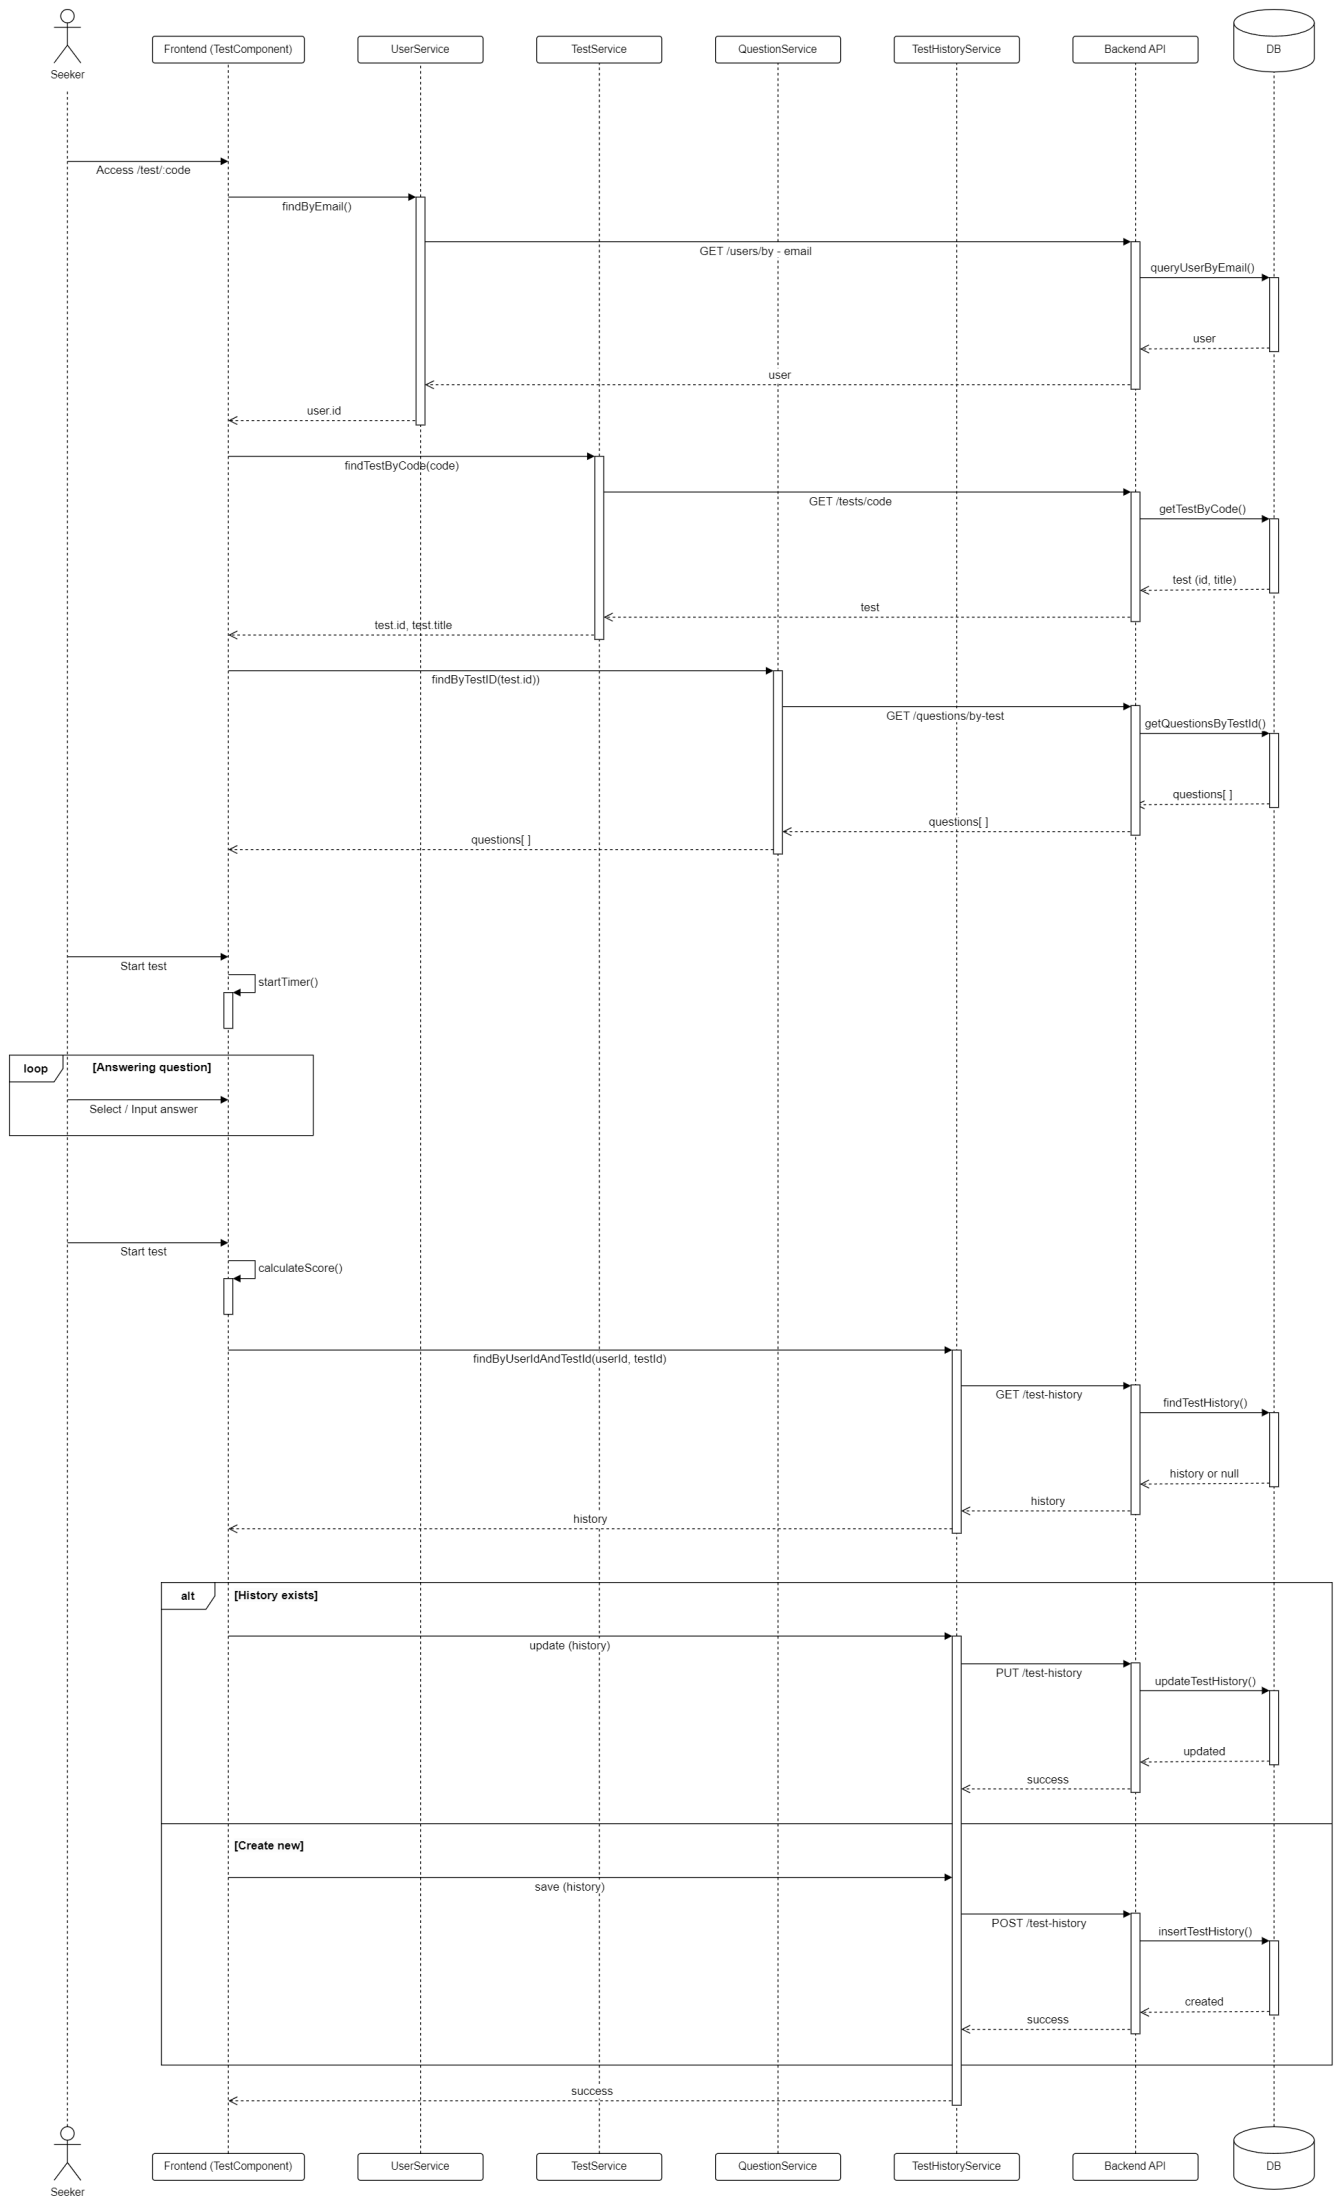 Seeker
Frontend (TestComponent)
UserService
TestService
QuestionService
TestHistoryService
Backend API
DB
Access /test/:code
findByEmail()
GET /users/by - email
queryUserByEmail()
user
user
user.id
findTestByCode(code)
GET /tests/code
getTestByCode()
test (id, title)
test
test.id, test.title
findByTestID(test.id))
GET /questions/by-test
getQuestionsByTestId()
questions[ ]
questions[ ]
questions[ ]
Start test
startTimer()
loop
[Answering question]
Select / Input answer
Start test
calculateScore()
findByUserIdAndTestId(userId, testId)
GET /test-history
findTestHistory()
history or null
history
history
alt
[History exists]
update (history)
PUT /test-history
updateTestHistory()
updated
success
[Create new]
save (history)
POST /test-history
insertTestHistory()
created
success
success
Seeker
Frontend (TestComponent)
UserService
TestService
QuestionService
TestHistoryService
Backend API
DB